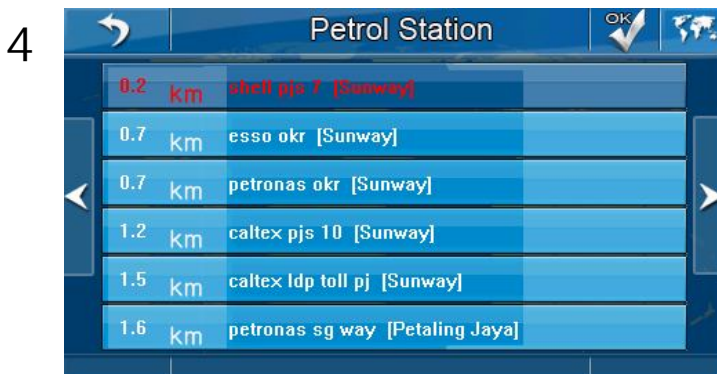 4
Petrol Station
OK
0.2 km shell pjs 7 [Sunway]
0.7 km esso okr [Sunway]
0.7 km petronas okr [Sunway]
1.2 km caltex pjs 10 [Sunway]
1.5 km caltex ldp toll pj [Sunway]
1.6 km petronas sg way [Petaling Jaya]